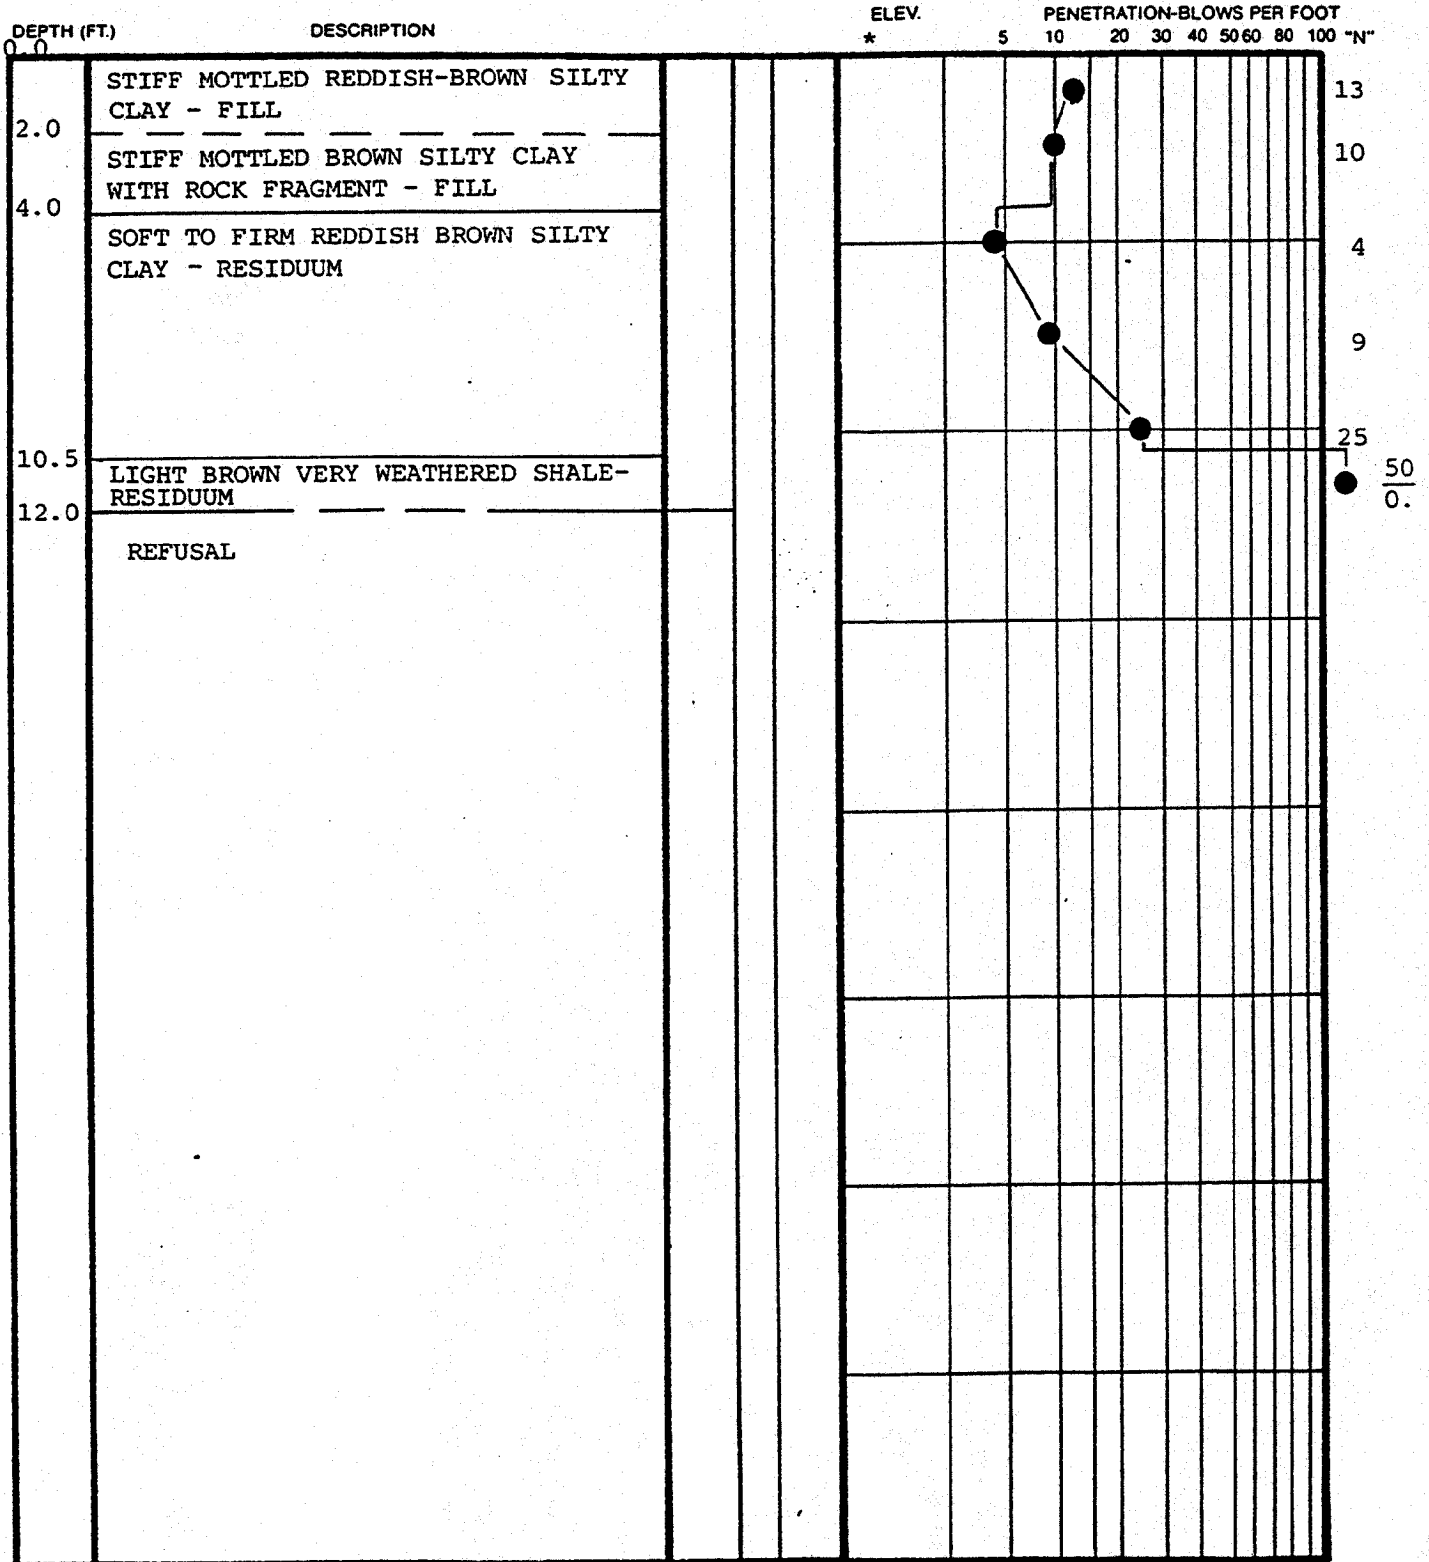 DEPTH (FT.) DESCRIPTION ELEV. PENETRATION-BLOWS PER FOOT
0.0 * 5 10 20 30 40 50 60 80 100 "N"
STIFF MOTTLED REDDISH-BROWN SILTY
CLAY - FILL
13
2.0
STIFF MOTTLED BROWN SILTY CLAY
WITH ROCK FRAGMENT - FILL
10
4.0
SOFT TO FIRM REDDISH BROWN SILTY
CLAY - RESIDUUM
4
9
25
10.5
LIGHT BROWN VERY WEATHERED SHALE-
RESIDUUM
50
0.
12.0
REFUSAL